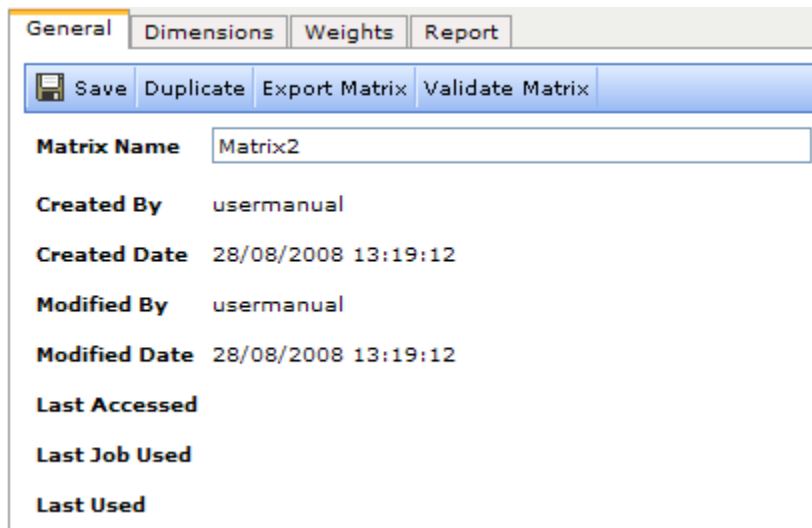 General Dimensions Weights Report
Save Duplicate Export Matrix Validate Matrix
Matrix Name Matrix2
Created By usermanual
Created Date 28/08/2008 13:19:12
Modified By usermanual
Modified Date 28/08/2008 13:19:12
Last Accessed
Last Job Used
Last Used